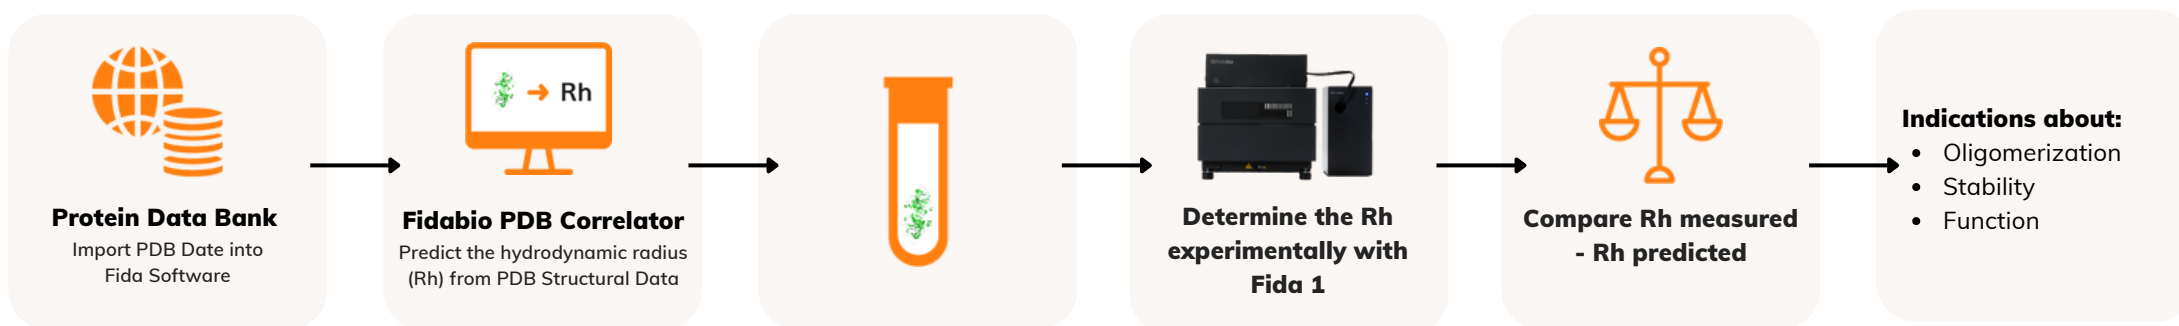 Rh
Protein Data Bank
Import PDB Date into
Fida Software
Fidabio PDB Correlator
Predict the hydrodynamic radius
(Rh) from PDB Structural Data
Determine the Rh
experimentally with
Fida 1
Compare Rh measured
- Rh predicted
Indications about:
• Oligomerization
• Stability
• Function